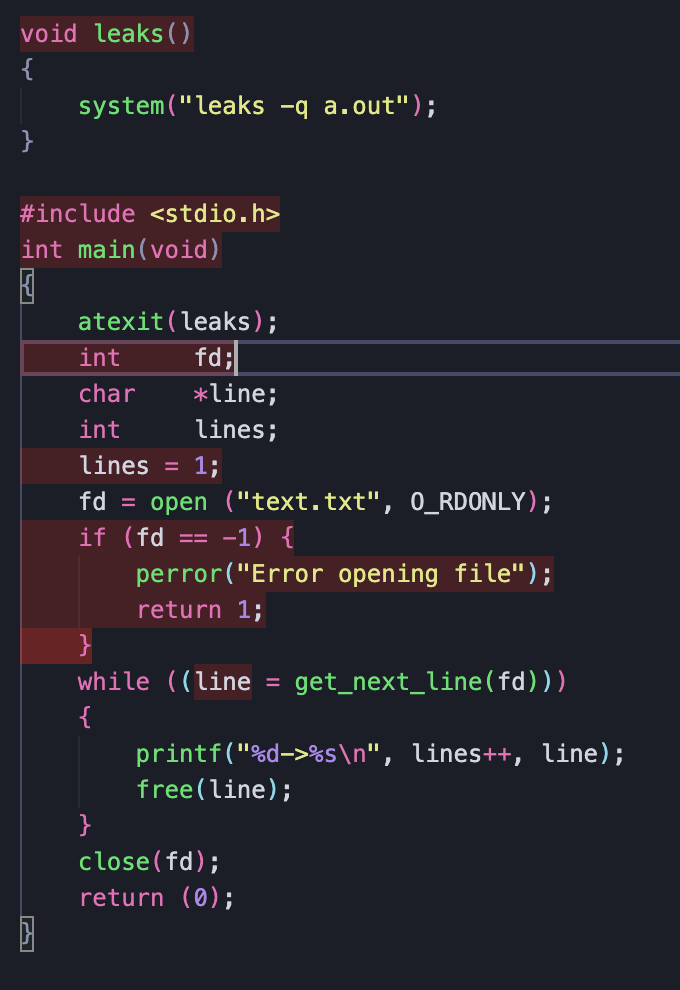 void leaks()
{
    system("leaks -q a.out");
}

#include <stdio.h>
int main(void)
{
    atexit(leaks);
    int     fd;
    char    *line;
    int     lines;
    lines = 1;
    fd = open ("text.txt", O_RDONLY);
    if (fd == -1) {
        perror("Error opening file");
        return 1;
    }
    while ((line = get_next_line(fd)))
    {
        printf("%d->%s\n", lines++, line);
        free(line);
    }
    close(fd);
    return (0);
}